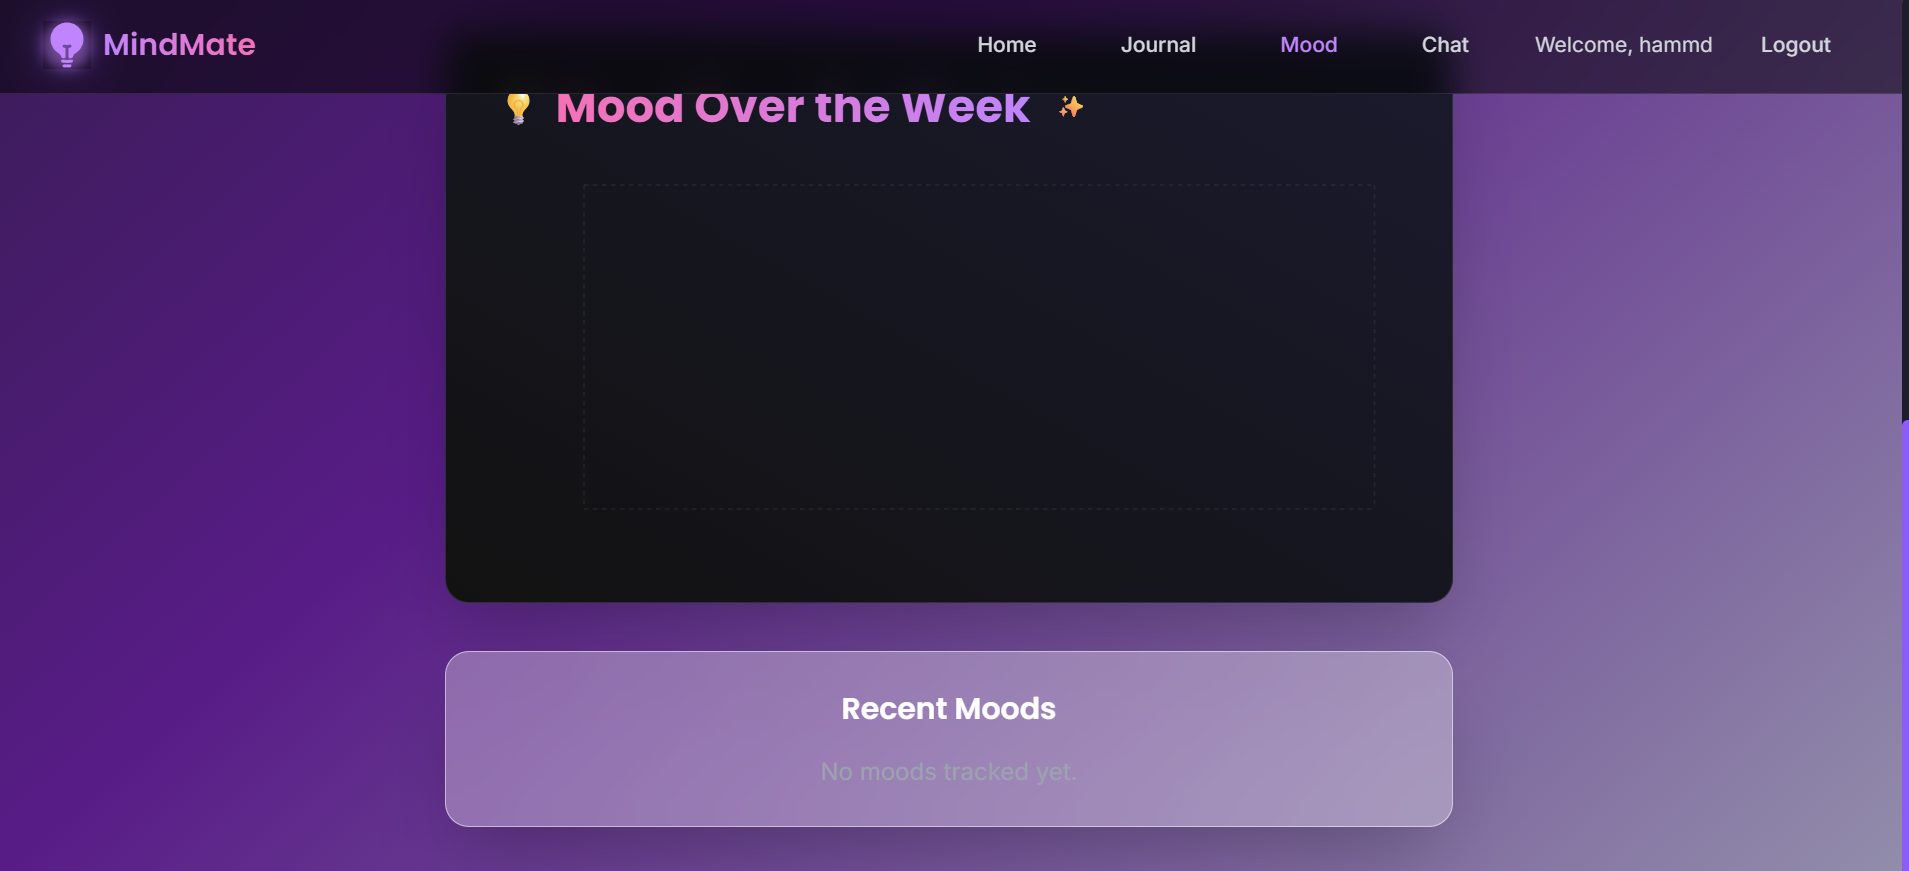 MindMate
Home
Journal
Mood
Chat
Welcome, hammd
Logout
💡 Mood Over the Week ✨
Recent Moods
No moods tracked yet.